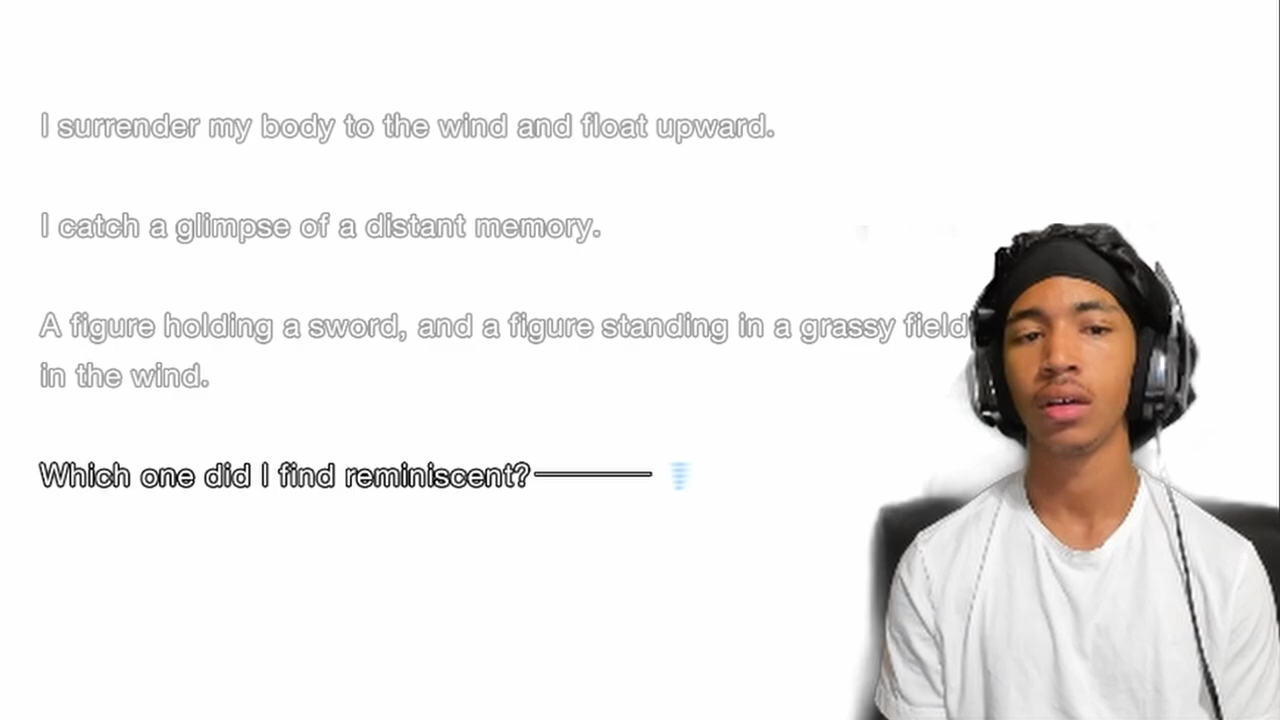 I surrender my body to the wind and float upward.
I catch a glimpse of a distant memory.
A figure holding a sword, and a figure standing in a grassy field
in the wind.
Which one did I find reminiscent?———